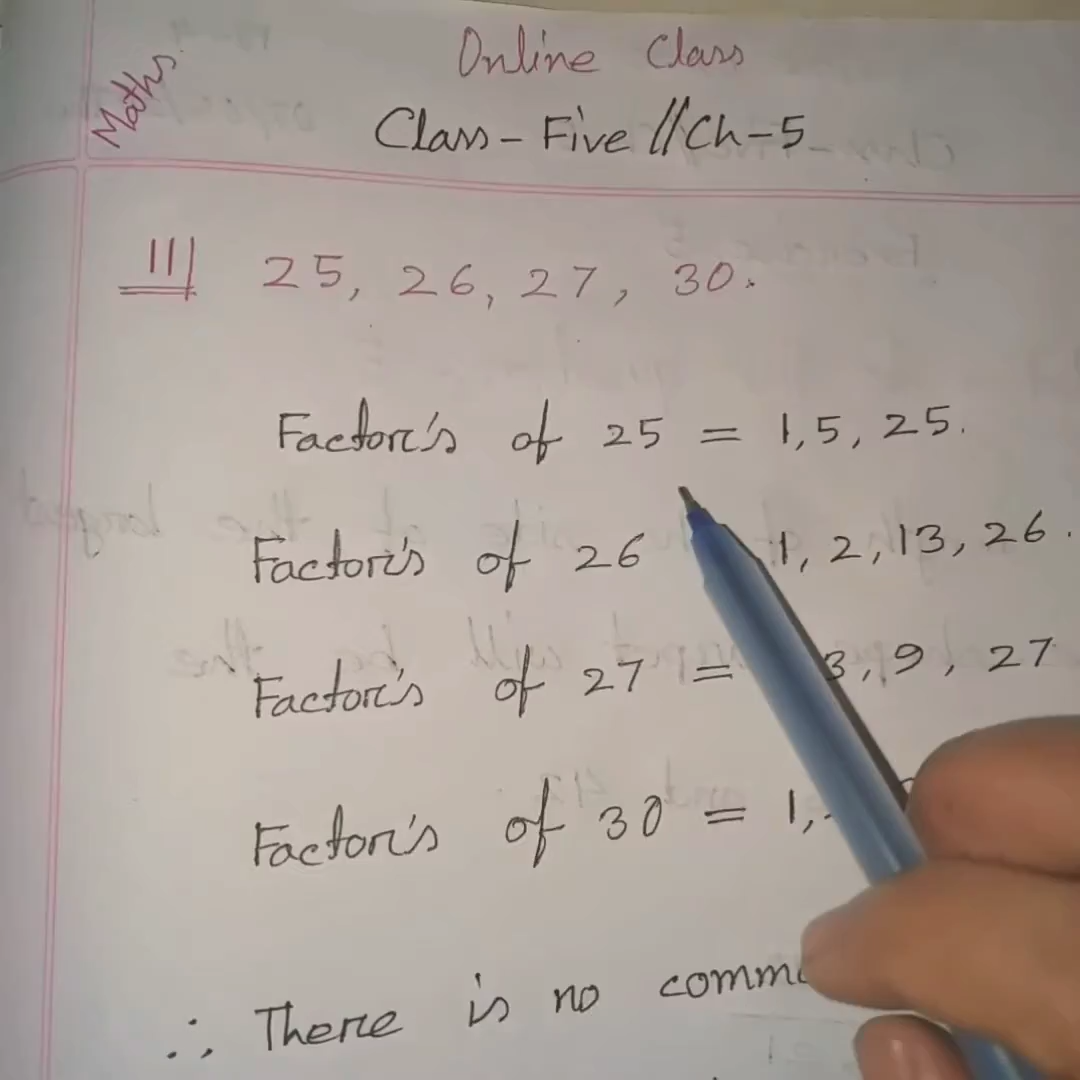 Maths
Online Class
Class - Five // Ch - 5
III 25, 26, 27, 30.
Factor's of 25 = 1, 5, 25.
Factor's of 26 1, 2, 13, 26.
Factor's of 27 = 3, 9, 27
Factor's of 30 = 1,
∴ There is no